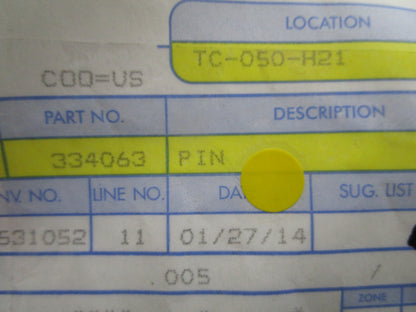 LOCATION
TC-050-H21
COO=US
PART NO. DESCRIPTION
334063 PIN
NV. NO. LINE NO. DA SUG. LIST
531052 11 01/27/14
.005 /
ZONE